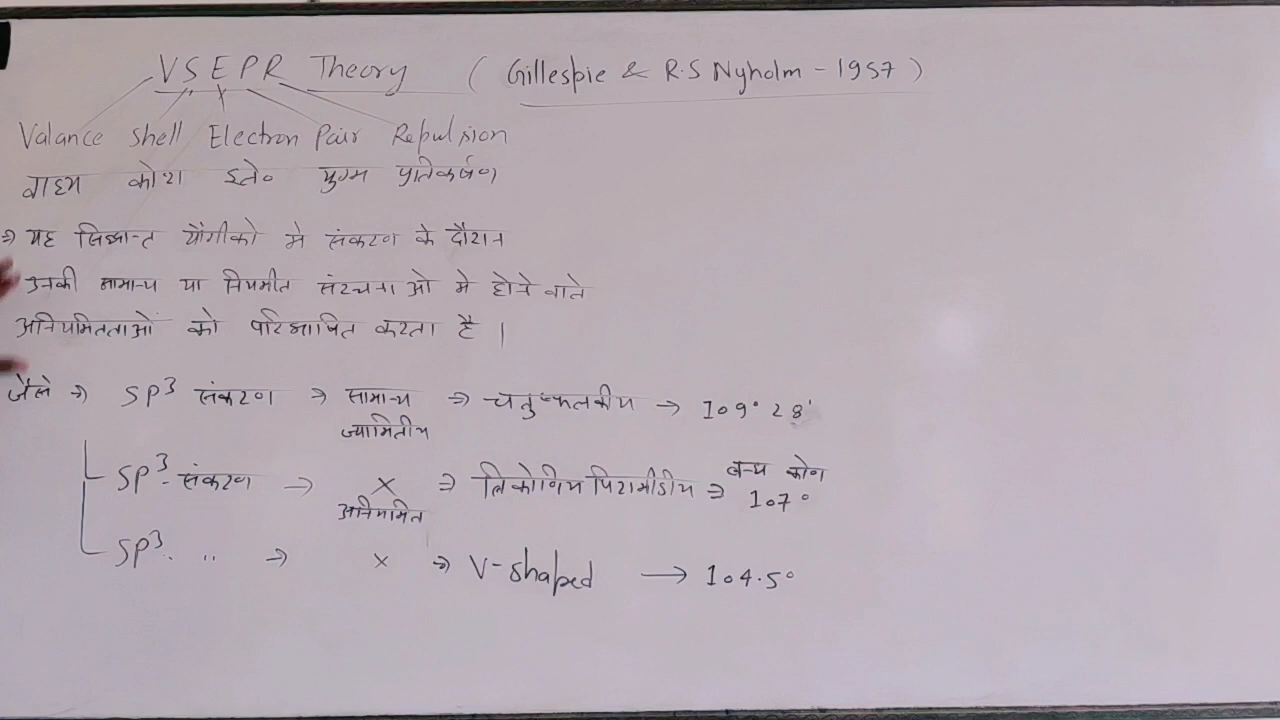 VSEPR Theory ( Gillespie & R.S Nyholm - 1957 )
Valance Shell Electron Pair Repulsion
वाह्य कोश इले० युग्म प्रतिकर्षण
⇒ यह सिद्धान्त यौगीको मे संकरण के दौरान
उनकी सामान्य या नियमीत संरचनाओ मे होने वाले
अनियमितताओं को परिभाषित करता है ।
जैसे ⇒ SP³ संकरण ⇒ सामान्य ⇒ चतुष्फलकीय → 109° 28'
ज्यामितीय
SP³ - संकरण → × ⇒ त्रिकोणिय पिरामीडीय ⇒ बन्ध कोण
अनियमित 107°
SP³ .. → × ⇒ V-shaped → 104.5°